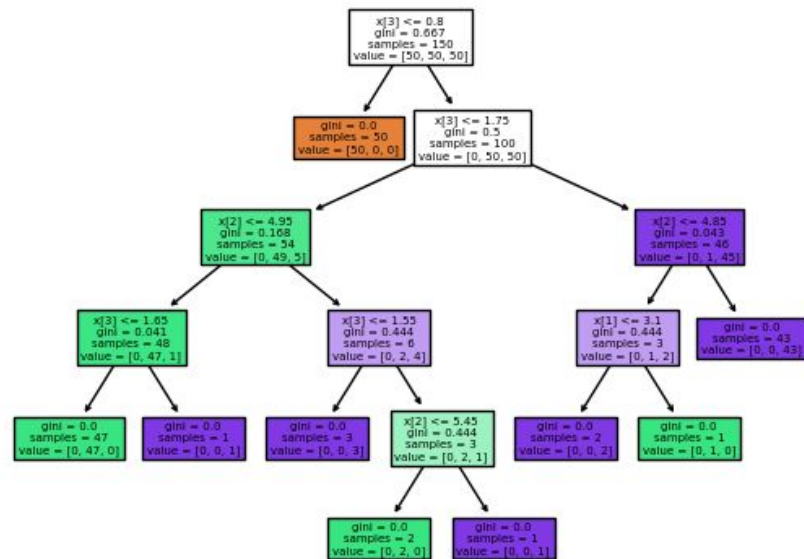 x[3] <= 0.8
gini = 0.667
samples = 150
value = [50, 50, 50]
gini = 0.0
samples = 50
value = [50, 0, 0]
x[3] <= 1.75
gini = 0.5
samples = 100
value = [0, 50, 50]
x[2] <= 4.95
gini = 0.168
samples = 54
value = [0, 49, 5]
x[2] <= 4.85
gini = 0.043
samples = 46
value = [0, 1, 45]
x[3] <= 1.65
gini = 0.041
samples = 48
value = [0, 47, 1]
x[3] <= 1.55
gini = 0.444
samples = 6
value = [0, 2, 4]
x[1] <= 3.1
gini = 0.444
samples = 3
value = [0, 1, 2]
gini = 0.0
samples = 43
value = [0, 0, 43]
gini = 0.0
samples = 47
value = [0, 47, 0]
gini = 0.0
samples = 1
value = [0, 0, 1]
gini = 0.0
samples = 3
value = [0, 0, 3]
x[2] <= 5.45
gini = 0.444
samples = 3
value = [0, 2, 1]
gini = 0.0
samples = 2
value = [0, 0, 2]
gini = 0.0
samples = 1
value = [0, 1, 0]
gini = 0.0
samples = 2
value = [0, 2, 0]
gini = 0.0
samples = 1
value = [0, 0, 1]